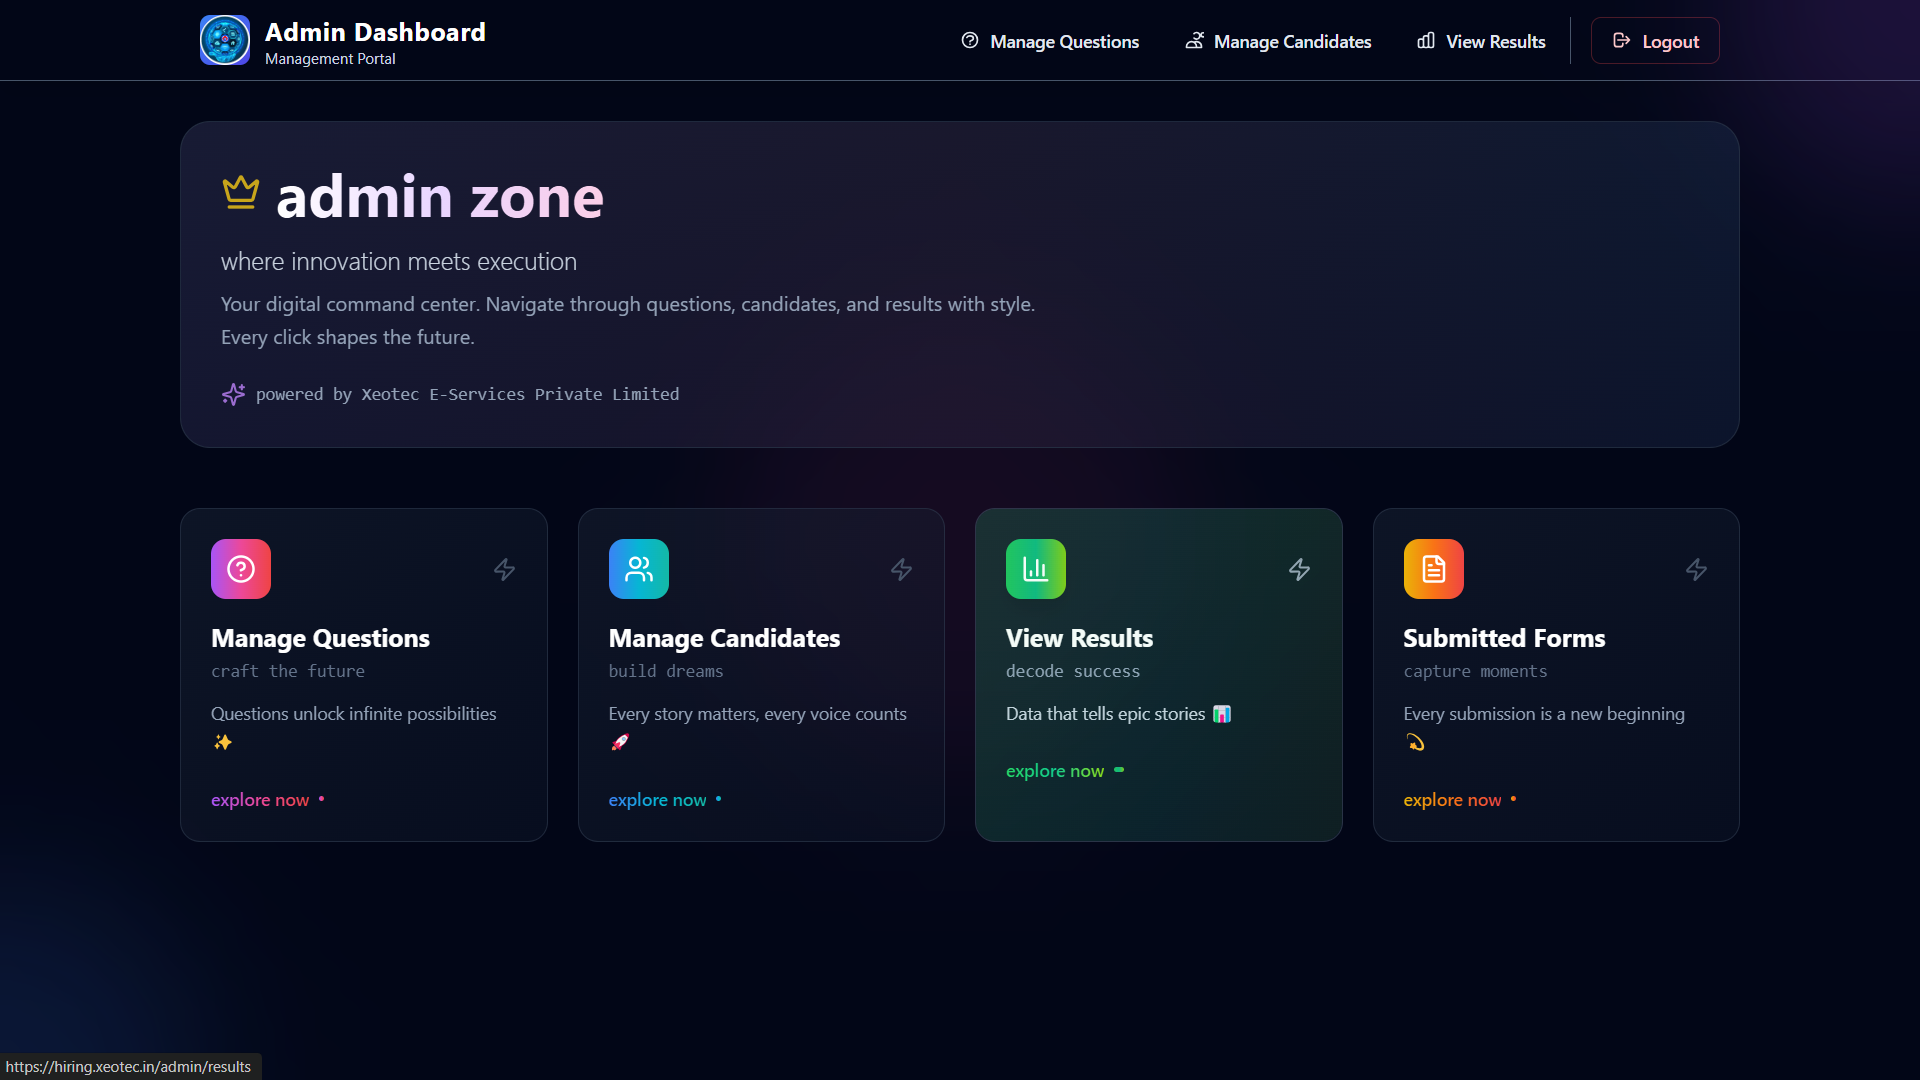 Admin Dashboard
Management Portal
Manage Questions
Manage Candidates
View Results
Logout
admin zone
where innovation meets execution
Your digital command center. Navigate through questions, candidates, and results with style.
Every click shapes the future.
powered by Xeotec E-Services Private Limited
Manage Questions
craft the future
Questions unlock infinite possibilities
✨
explore now
Manage Candidates
build dreams
Every story matters, every voice counts
🚀
explore now
View Results
decode success
Data that tells epic stories 📊
explore now
Submitted Forms
capture moments
Every submission is a new beginning
💫
explore now
https://hiring.xeotec.in/admin/results